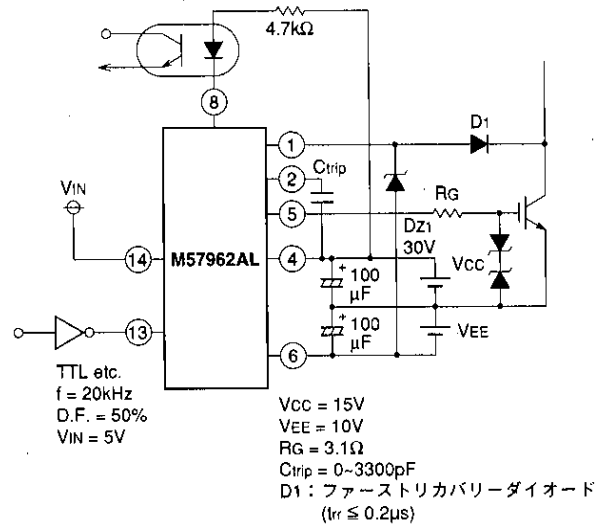 4.7kΩ
8
1
D1
2
Ctrip
VIN
5
RG
DZ1
30V
14
M57962AL
4
+ 100
μF
VCC
13
+ 100
μF
VEE
6
TTL etc.
f = 20kHz
D.F. = 50%
VIN = 5V
VCC = 15V
VEE = 10V
RG = 3.1Ω
Ctrip = 0~3300pF
D1 : ファーストリカバリーダイオード
(trr ≦ 0.2μs)